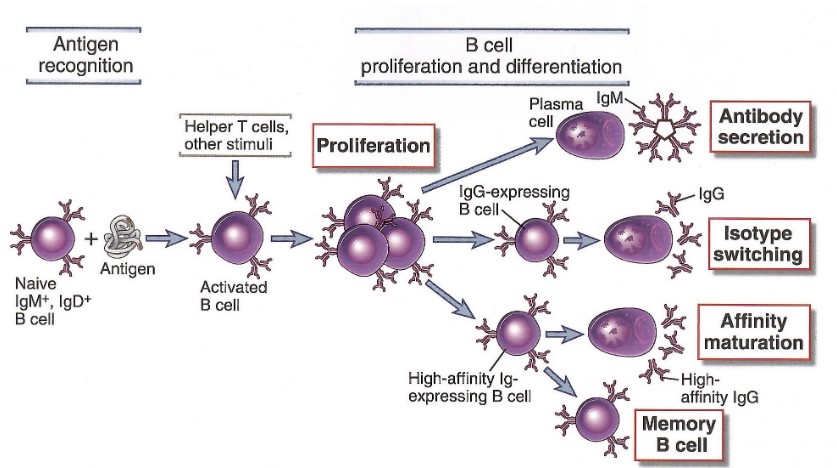 Antigen
recognition
B cell
proliferation and differentiation
Helper T cells,
other stimuli
Proliferation
Plasma
cell
IgM
Antibody
secretion
IgG-expressing
B cell
IgG
Isotype
switching
+
Antigen
Naive
IgM+, IgD+
B cell
Activated
B cell
Affinity
maturation
High-affinity Ig-
expressing B cell
High-
affinity IgG
Memory
B cell